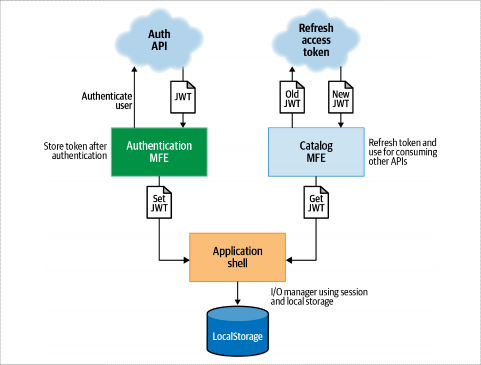 Auth
API
Refresh
access
token
Authenticate
user
JWT
Old
JWT
New
JWT
Store token after
authentication
Authentication
MFE
Catalog
MFE
Refresh token and
use for consuming
other APIs
Set
JWT
Get
JWT
Application
shell
I/O manager using session
and local storage
LocalStorage